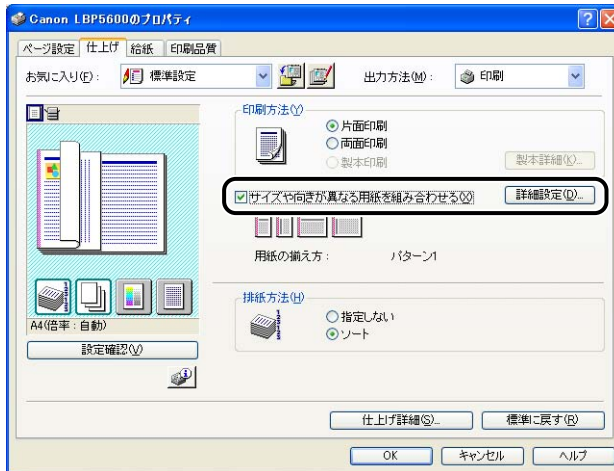 Canon LBP5600のプロパティ
ページ設定 仕上げ 給紙 印刷品質
お気に入り(F): 標準設定 出力方法(M): 印刷
印刷方法(Y)
片面印刷
両面印刷
製本印刷 製本詳細(K)...
サイズや向きが異なる用紙を組み合わせる(X) 詳細設定(D)...
用紙の揃え方: パターン1
排紙方法(H)
指定しない
ソート
A4(倍率:自動)
設定確認(V)
仕上げ詳細(S)... 標準に戻す(R)
OK キャンセル ヘルプ